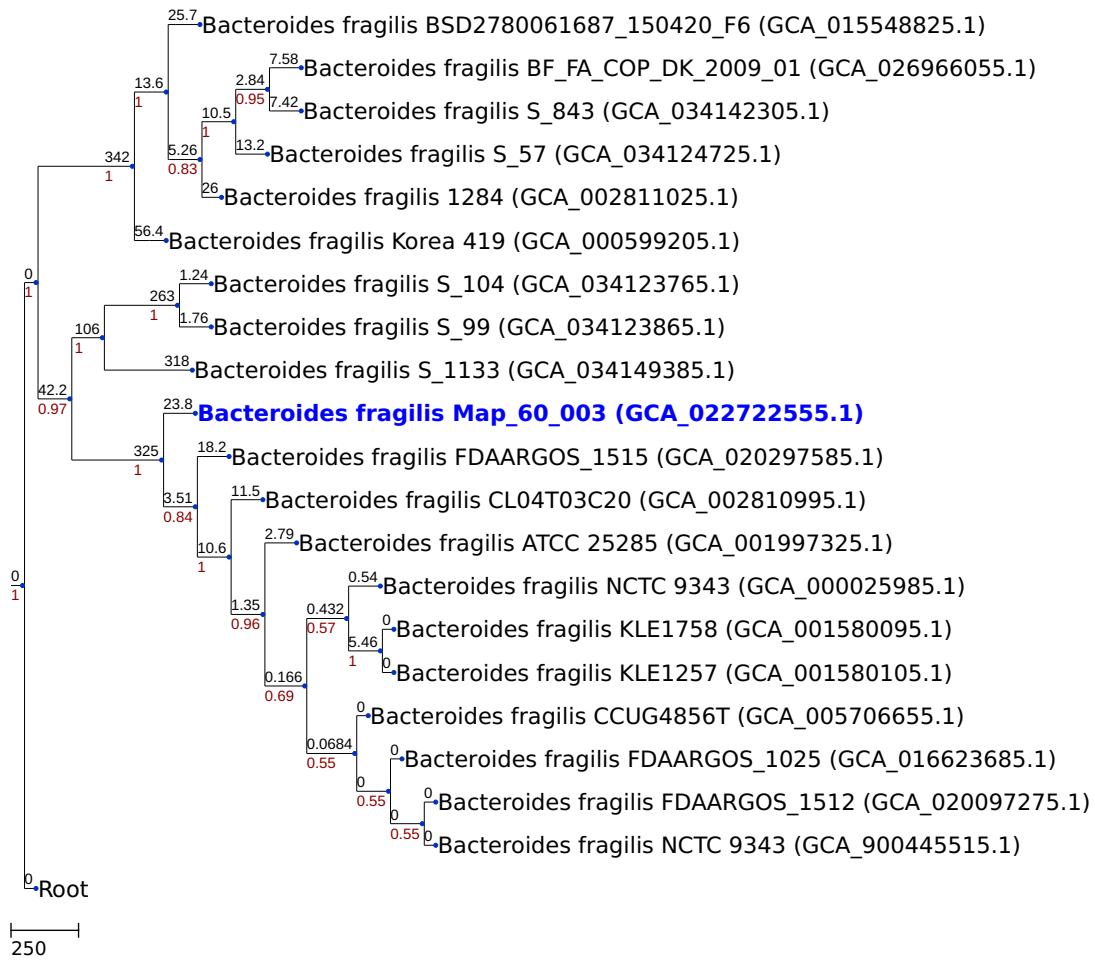 25.7
Bacteroides fragilis BSD2780061687_150420_F6 (GCA_015548825.1)
7.58
Bacteroides fragilis BF_FA_COP_DK_2009_01 (GCA_026966055.1)
13.6
1
2.84
0.95
7.42
Bacteroides fragilis S_843 (GCA_034142305.1)
10.5
1
342
1
5.26
0.83
13.2
Bacteroides fragilis S_57 (GCA_034124725.1)
26
Bacteroides fragilis 1284 (GCA_002811025.1)
56.4
Bacteroides fragilis Korea 419 (GCA_000599205.1)
0
1
1.24
Bacteroides fragilis S_104 (GCA_034123765.1)
263
1
1.76
Bacteroides fragilis S_99 (GCA_034123865.1)
106
1
318
Bacteroides fragilis S_1133 (GCA_034149385.1)
42.2
0.97
23.8
Bacteroides fragilis Map_60_003 (GCA_022722555.1)
325
1
18.2
Bacteroides fragilis FDAARGOS_1515 (GCA_020297585.1)
3.51
0.84
11.5
Bacteroides fragilis CL04T03C20 (GCA_002810995.1)
10.6
1
2.79
Bacteroides fragilis ATCC 25285 (GCA_001997325.1)
0
1
1.35
0.96
0.54
Bacteroides fragilis NCTC 9343 (GCA_000025985.1)
0.432
0.57
0
Bacteroides fragilis KLE1758 (GCA_001580095.1)
5.46
1
0
Bacteroides fragilis KLE1257 (GCA_001580105.1)
0.166
0.69
0
Bacteroides fragilis CCUG4856T (GCA_005706655.1)
0.0684
0.55
0
Bacteroides fragilis FDAARGOS_1025 (GCA_016623685.1)
0
0.55
0
Bacteroides fragilis FDAARGOS_1512 (GCA_020097275.1)
0
0.55
0
Bacteroides fragilis NCTC 9343 (GCA_900445515.1)
0
Root
250